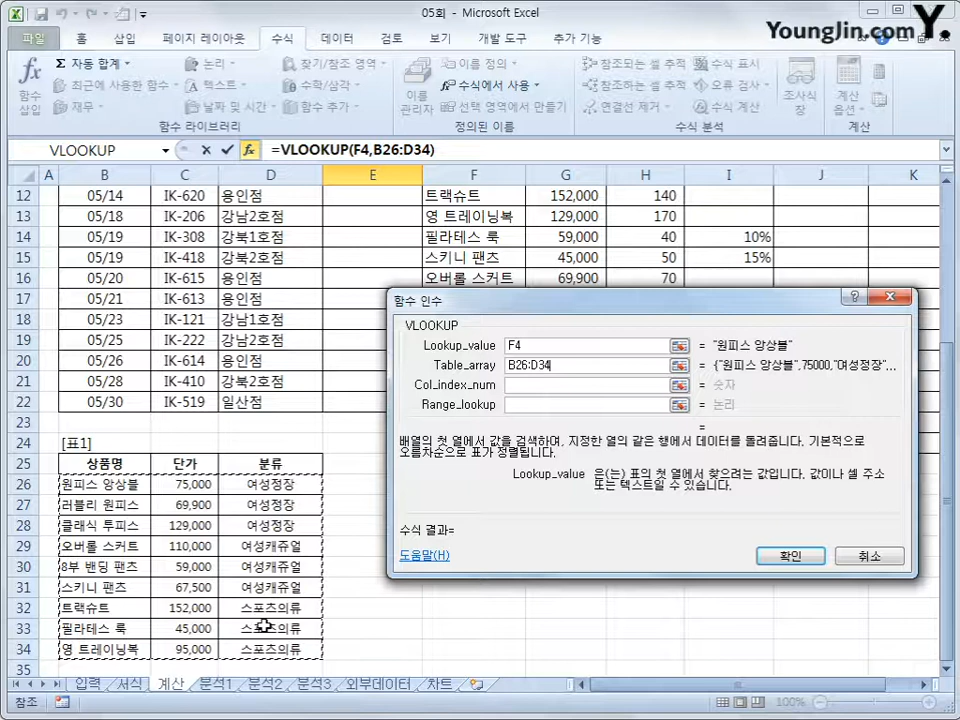 05회 - Microsoft Excel
Younglin.com Y.
파일 홈 삽입 페이지 레이아웃 수식 데이터 검토 보기 개발 도구 추가 기능
함수 삽입
Σ 자동 합계
최근에 사용한 함수
재무
논리
텍스트
날짜 및 시간
찾기/참조 영역
수학/삼각
함수 추가
함수 라이브러리
이름 관리자
이름 정의
수식에서 사용
선택 영역에서 만들기
정의된 이름
참조되는 셀 추적
참조하는 셀 추적
연결선 제거
수식 표시
오류 검사
수식 계산
조사식 창
수식 분석
계산 옵션
계산
VLOOKUP fx =VLOOKUP(F4,B26:D34)
A B C D E F G H I J K
12 05/14 IK-620 용인점 트랙슈트 152,000 140
13 05/18 IK-206 강남2호점 영 트레이닝복 129,000 170
14 05/19 IK-308 강북1호점 필라테스 룩 59,000 40 10%
15 05/19 IK-418 강북2호점 스키니 팬츠 45,000 50 15%
16 05/20 IK-615 용인점 오버롤 스커트 69,900 70
17 05/21 IK-613 용인점
18 05/23 IK-121 강남1호점
19 05/25 IK-222 강남2호점
20 05/26 IK-614 용인점
21 05/28 IK-410 강북2호점
22 05/30 IK-519 일산점
23
24 [표1]
25 상품명 단가 분류
26 원피스 앙상블 75,000 여성정장
27 러블리 원피스 69,900 여성정장
28 클래식 투피스 129,000 여성정장
29 오버롤 스커트 110,000 여성캐쥬얼
30 8부 밴딩 팬츠 59,000 여성캐쥬얼
31 스키니 팬츠 67,500 여성캐쥬얼
32 트랙슈트 152,000 스포츠의류
33 필라테스 룩 45,000 스포츠의류
34 영 트레이닝복 95,000 스포츠의류
35
함수 인수
VLOOKUP
Lookup_value F4 = "원피스 앙상블"
Table_array B26:D34 = {"원피스 앙상블",75000,"여성정장",...
Col_index_num = 숫자
Range_lookup = 논리
=
배열의 첫 열에서 값을 검색하여, 지정한 열의 같은 행에서 데이터를 돌려줍니다. 기본적으로
오름차순으로 표가 정렬됩니다.
Lookup_value 은(는) 표의 첫 열에서 찾으려는 값입니다. 값이나 셀 주소
또는 텍스트일 수 있습니다.
수식 결과=
도움말(H) 확인 취소
입력 서식 계산 분석1 분석2 분석3 외부데이터 차트
참조 100%